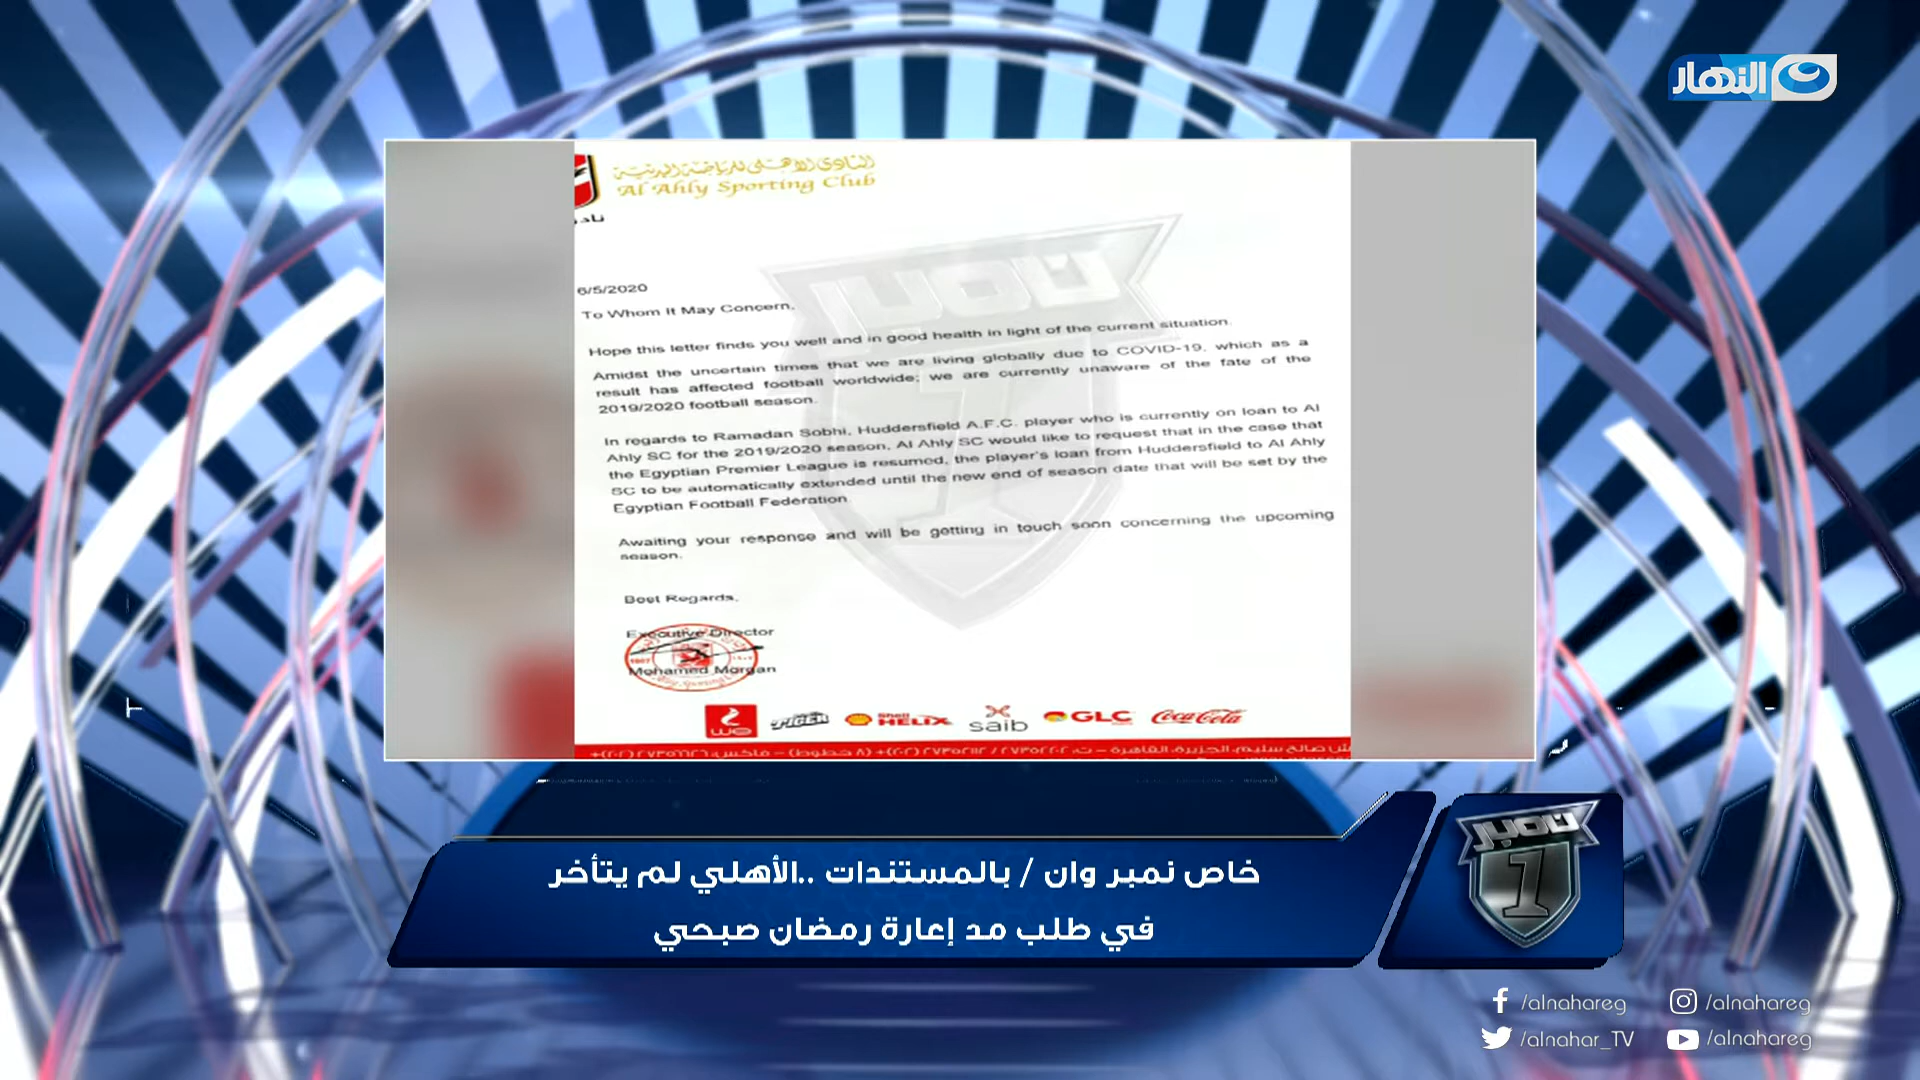 النهار
النادي الأهلي للرياضة البدنية
Al Ahly Sporting Club
6/5/2020
To Whom It May Concern,
Hope this letter finds you well and in good health in light of the current situation.
Amidst the uncertain times that we are living globally due to COVID-19, which as a
result has affected football worldwide; we are currently unaware of the fate of the
2019/2020 football season.
In regards to Ramadan Sobhi, Huddersfield A.F.C. player who is currently on loan to Al
Ahly SC for the 2019/2020 season, Al Ahly SC would like to request that in the case that
the Egyptian Premier League is resumed, the player's loan from Huddersfield to Al Ahly
SC to be automatically extended until the new end of season date that will be set by the
Egyptian Football Federation.
Awaiting your response and will be getting in touch soon concerning the upcoming
season.
Best Regards,
Executive Director
Mohamed Morgan
we TIGER Shell HELIX saib GLC Coca-Cola
نمبر 1
خاص نمبر وان / بالمستندات ..الأهلي لم يتأخر
في طلب مد إعارة رمضان صبحي
نمبر 1
/alnahareg /alnahareg
/alnahar_TV /alnahareg